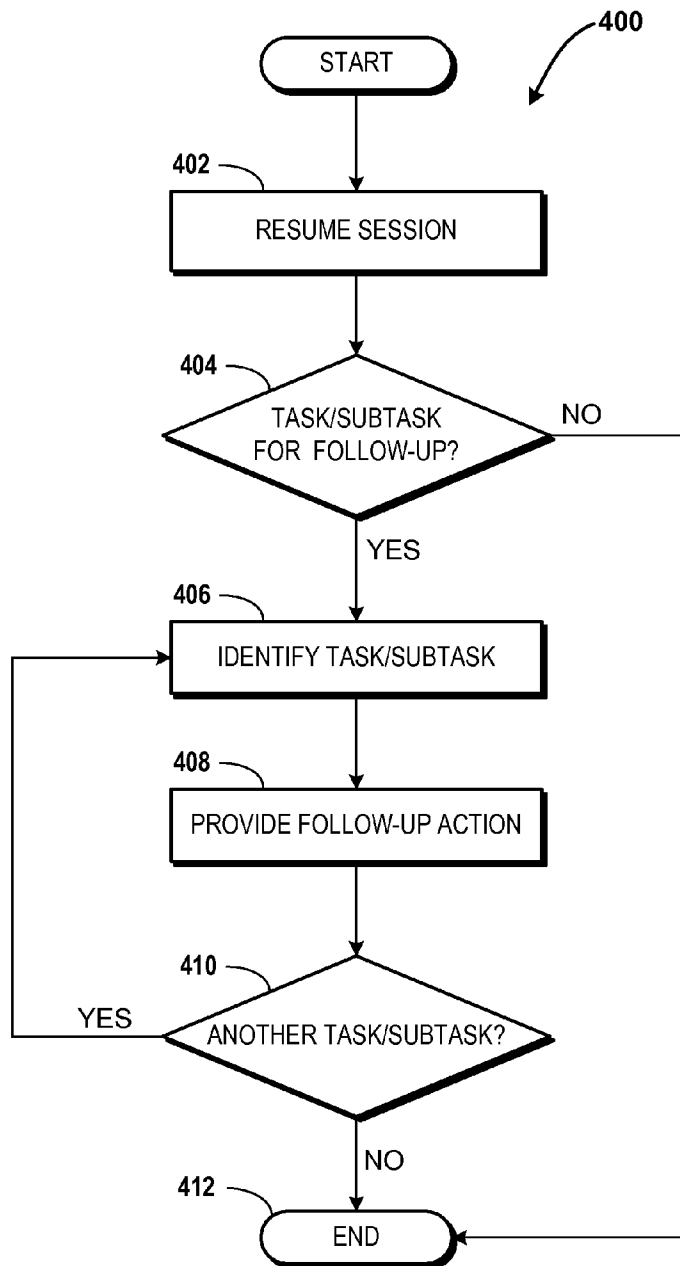 400
START
402
RESUME SESSION
404
TASK/SUBTASK
FOR FOLLOW-UP?
NO
YES
406
IDENTIFY TASK/SUBTASK
408
PROVIDE FOLLOW-UP ACTION
410
YES
ANOTHER TASK/SUBTASK?
NO
412
END